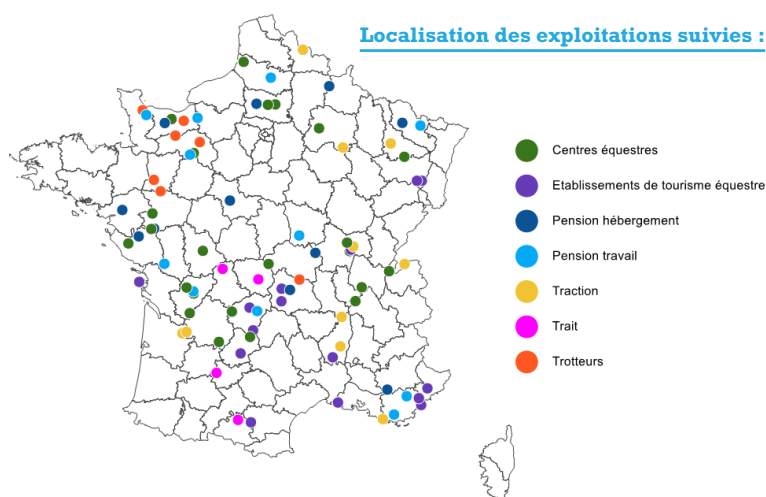 Localisation des exploitations suivies :
Centres équestres
Etablissements de tourisme équestre
Pension hébergement
Pension travail
Traction
Trait
Trotteurs